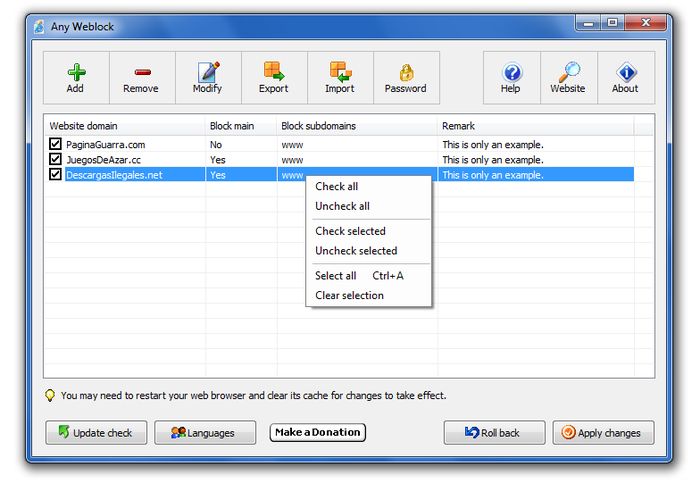 Any Weblock
Add Remove Modify Export Import Password Help Website About
Website domain Block main Block subdomains Remark
PaginaGuarra.com No www This is only an example.
JuegosDeAzar.cc Yes www This is only an example.
DescargasIlegales.net Yes www This is only an example.
Check all
Uncheck all
Check selected
Uncheck selected
Select all Ctrl+A
Clear selection
You may need to restart your web browser and clear its cache for changes to take effect.
Update check Languages Make a Donation Roll back Apply changes